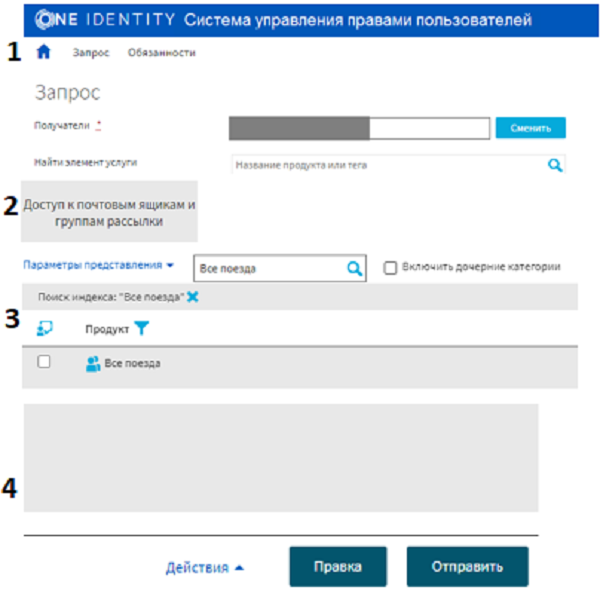 ONE IDENTITY Система управления правами пользователей
1 Запрос Обязанности
Запрос
Получатели * Сменить
Найти элемент услуги Название продукта или тега
2 Доступ к почтовым ящикам и
группам рассылки
Параметры представления Все поезда Включить дочерние категории
Поиск индекса: "Все поезда"
3 Продукт
Все поезда
4
Действия Правка Отправить